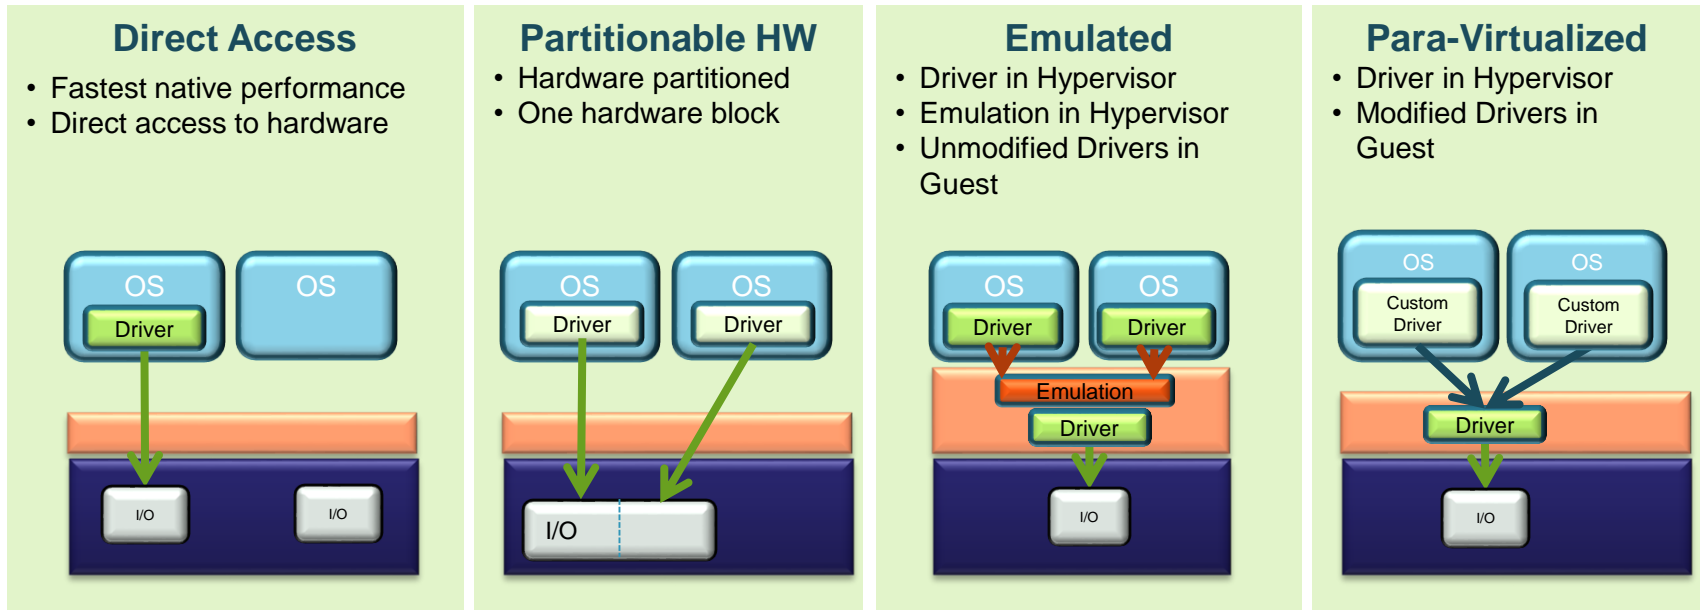 Direct Access
• Fastest native performance
• Direct access to hardware
OS
OS
Driver
I/O
I/O
Partitionable HW
• Hardware partitioned
• One hardware block
OS
OS
Driver
Driver
I/O
Emulated
• Driver in Hypervisor
• Emulation in Hypervisor
• Unmodified Drivers in
Guest
OS
OS
Driver
Driver
Emulation
Driver
I/O
Para-Virtualized
• Driver in Hypervisor
• Modified Drivers in
Guest
OS
OS
Custom
Driver
Custom
Driver
Driver
I/O